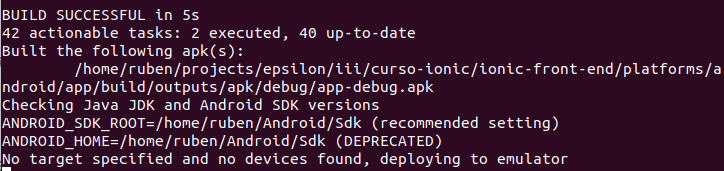 BUILD SUCCESSFUL in 5s
42 actionable tasks: 2 executed, 40 up-to-date
Built the following apk(s):
        /home/ruben/projects/epsilon/iii/curso-ionic/ionic-front-end/platforms/a
ndroid/app/build/outputs/apk/debug/app-debug.apk
Checking Java JDK and Android SDK versions
ANDROID_SDK_ROOT=/home/ruben/Android/Sdk (recommended setting)
ANDROID_HOME=/home/ruben/Android/Sdk (DEPRECATED)
No target specified and no devices found, deploying to emulator